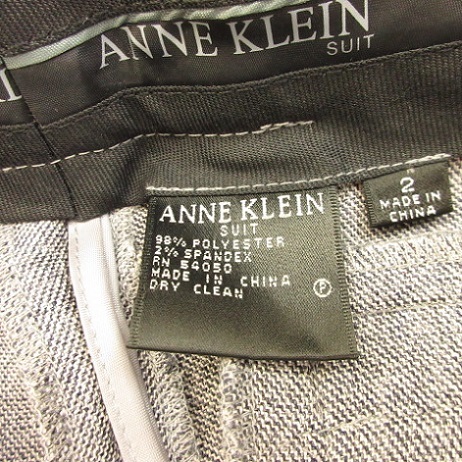 ANNE KLEIN
SUIT
ANNE KLEIN
SUIT
98% POLYESTER
2% SPANDEX
RN 54050
MADE IN CHINA
DRY CLEAN
P
2
MADE IN
CHINA